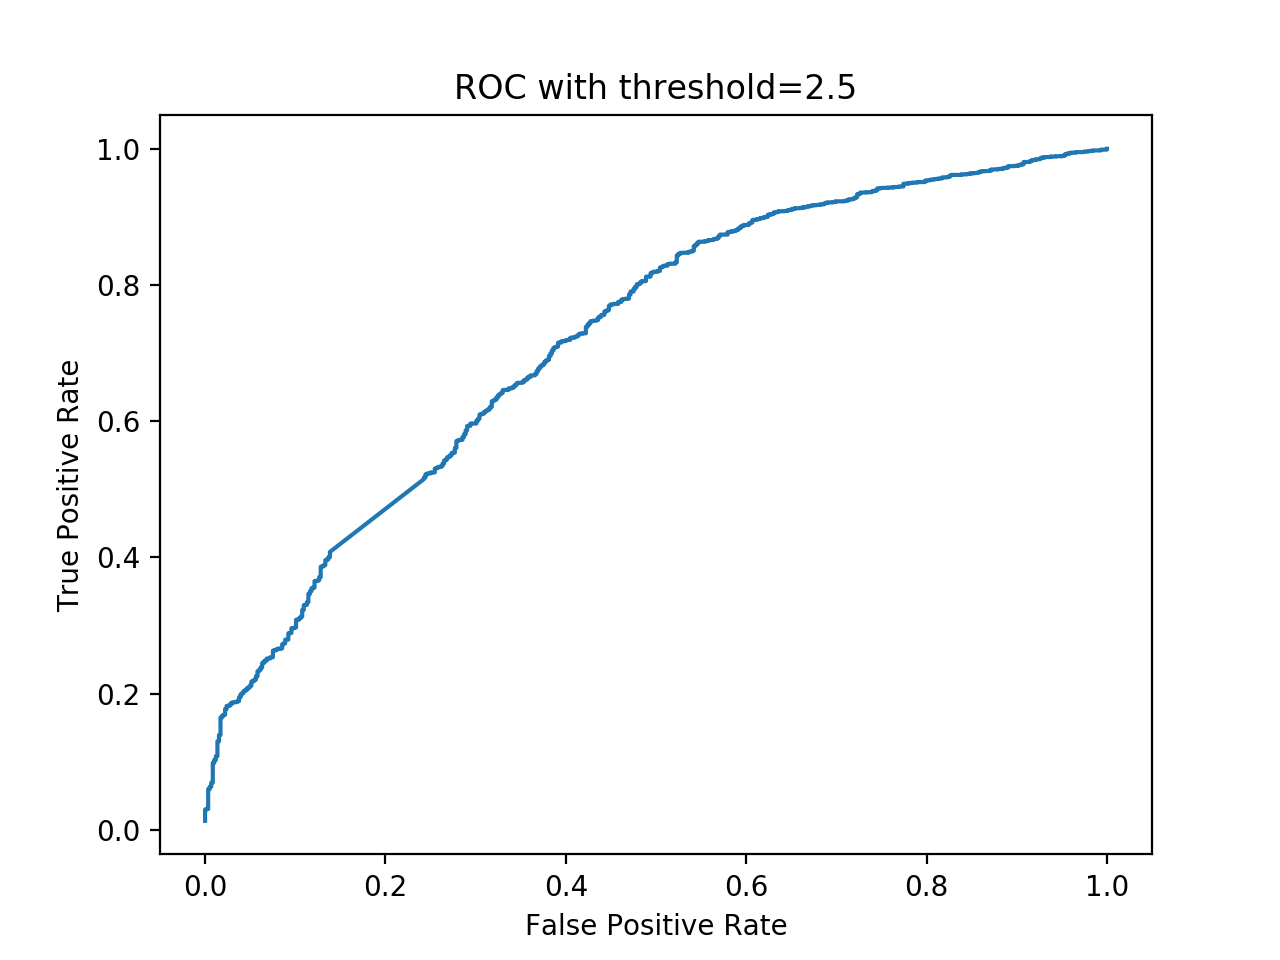 ROC with threshold=2.5
1.0
0.8
0.6
0.4
0.2
0.0
True Positive Rate
0.0 0.2 0.4 0.6 0.8 1.0
False Positive Rate